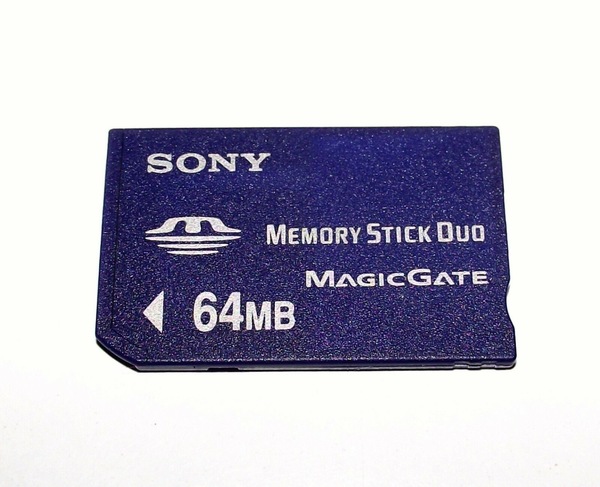 SONY
MEMORY STICK DUO
MAGICGATE
64MB